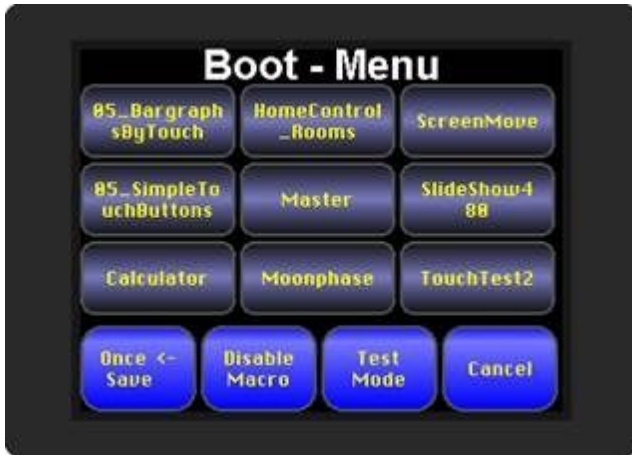 Boot - Menu
05_Bargraph
sByTouch
HomeControl
_Rooms
ScreenMove
05_SimpleTo
uchButtons
Master
SlideShow4
80
Calculator
Moonphase
TouchTest2
Once <-
Save
Disable
Macro
Test
Mode
Cancel